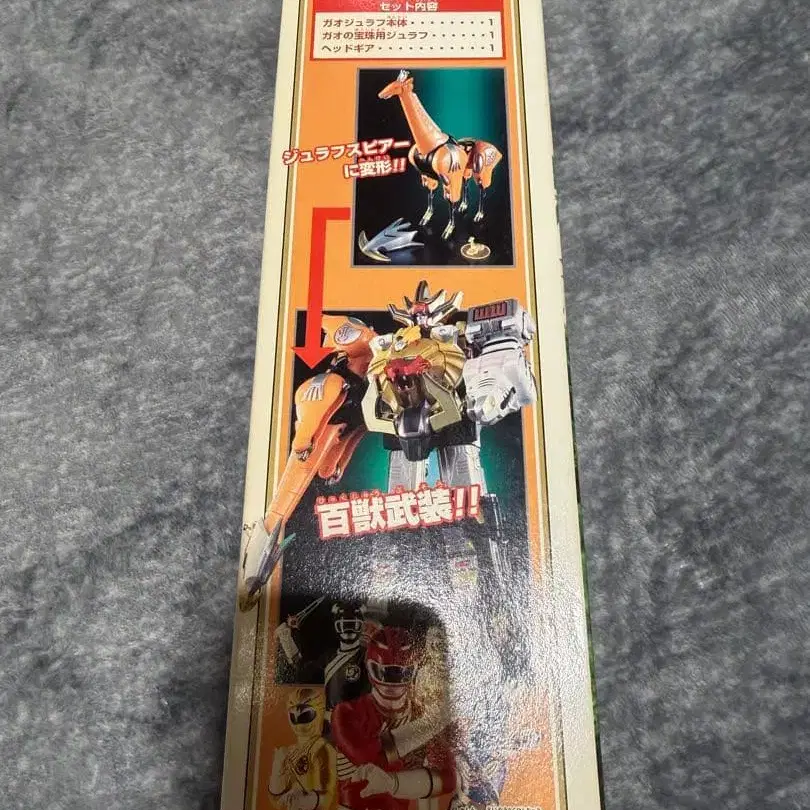 セット内容
ガオジュラフ本体・・・・・・・・1
ガオの宝珠用ジュラフ・・・・・・1
ヘッドギア・・・・・・・・・・・1
ジュラフスピアー
に変形!!
百獣武装!!